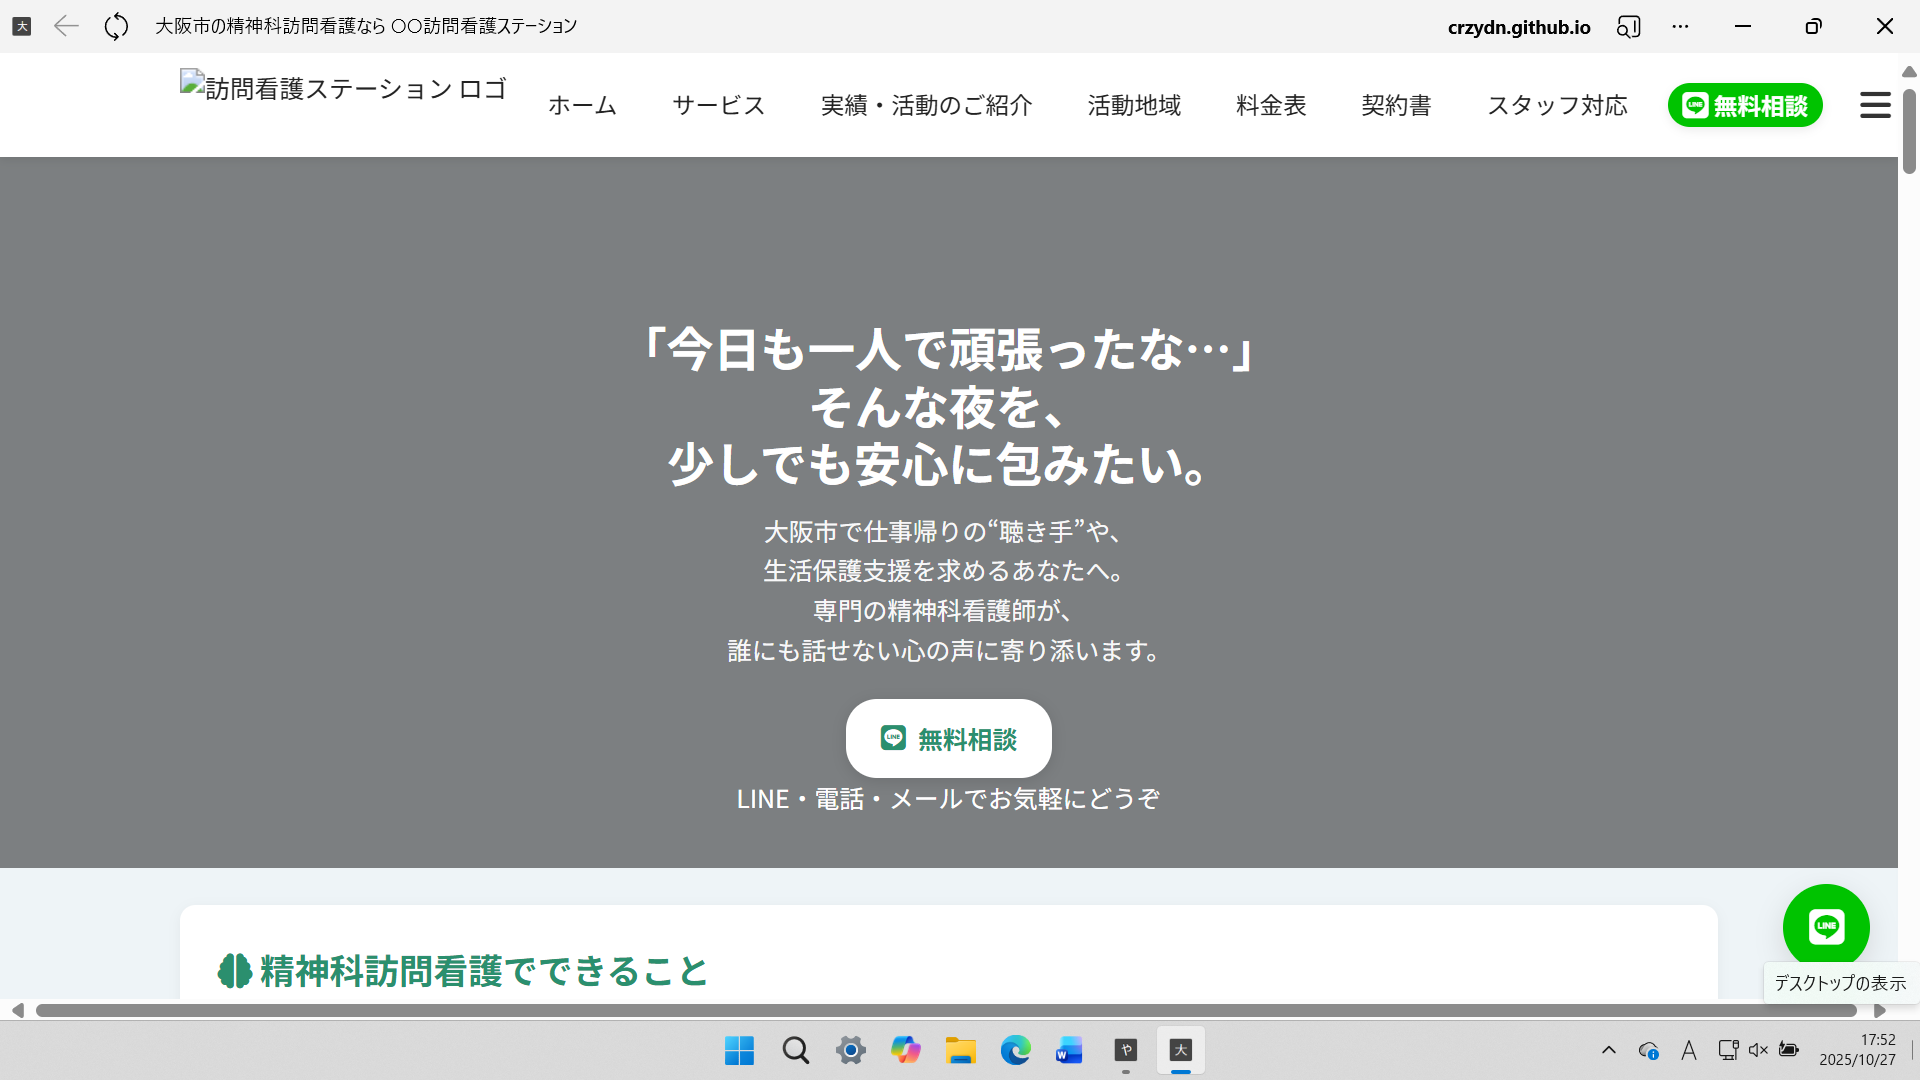 大
大阪市の精神科訪問看護なら 〇〇訪問看護ステーション
crzydn.github.io
訪問看護ステーション ロゴ
ホーム
サービス
実績・活動のご紹介
活動地域
料金表
契約書
スタッフ対応
LINE 無料相談
「今日も一人で頑張ったな…」
そんな夜を、
少しでも安心に包みたい。
大阪市で仕事帰りの“聴き手”や、
生活保護支援を求めるあなたへ。
専門の精神科看護師が、
誰にも話せない心の声に寄り添います。
LINE 無料相談
LINE・電話・メールでお気軽にどうぞ
LINE
精神科訪問看護でできること
デスクトップの表示
W
や
大
A
17:52
2025/10/27